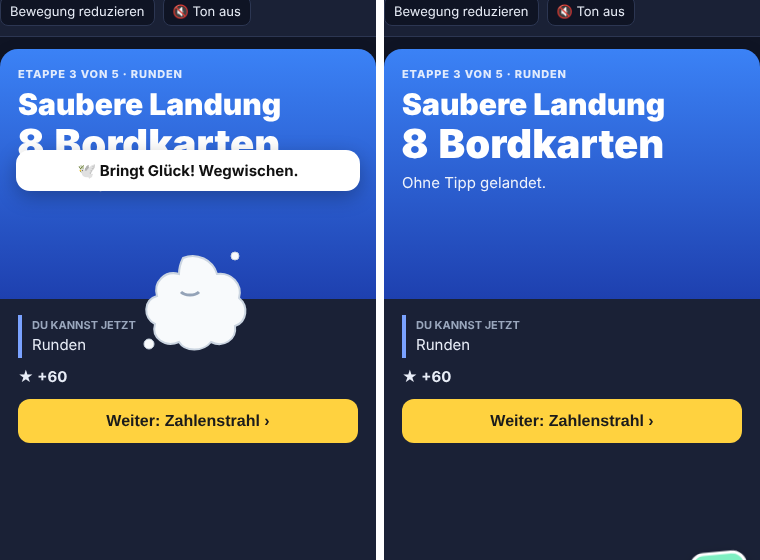 Bewegung reduzieren
🔇 Ton aus
ETAPPE 3 VON 5 · RUNDEN
Saubere Landung
8 Bordkarten
🕊️ Bringt Glück! Wegwischen.
DU KANNST JETZT
Runden
★ +60
Weiter: Zahlenstrahl ›
Bewegung reduzieren
🔇 Ton aus
ETAPPE 3 VON 5 · RUNDEN
Saubere Landung
8 Bordkarten
Ohne Tipp gelandet.
DU KANNST JETZT
Runden
★ +60
Weiter: Zahlenstrahl ›